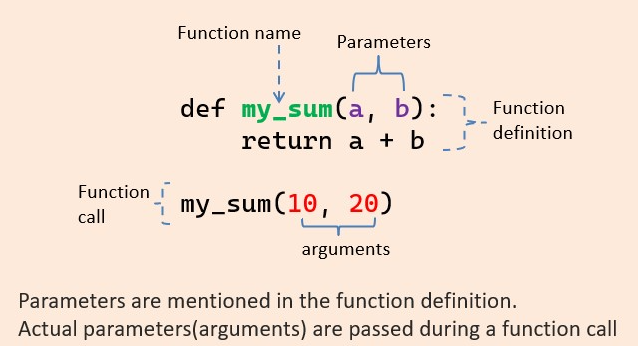 Function name
Parameters
def my_sum(a, b):
return a + b
Function
definition
Function
call
my_sum(10, 20)
arguments
Parameters are mentioned in the function definition.
Actual parameters(arguments) are passed during a function call